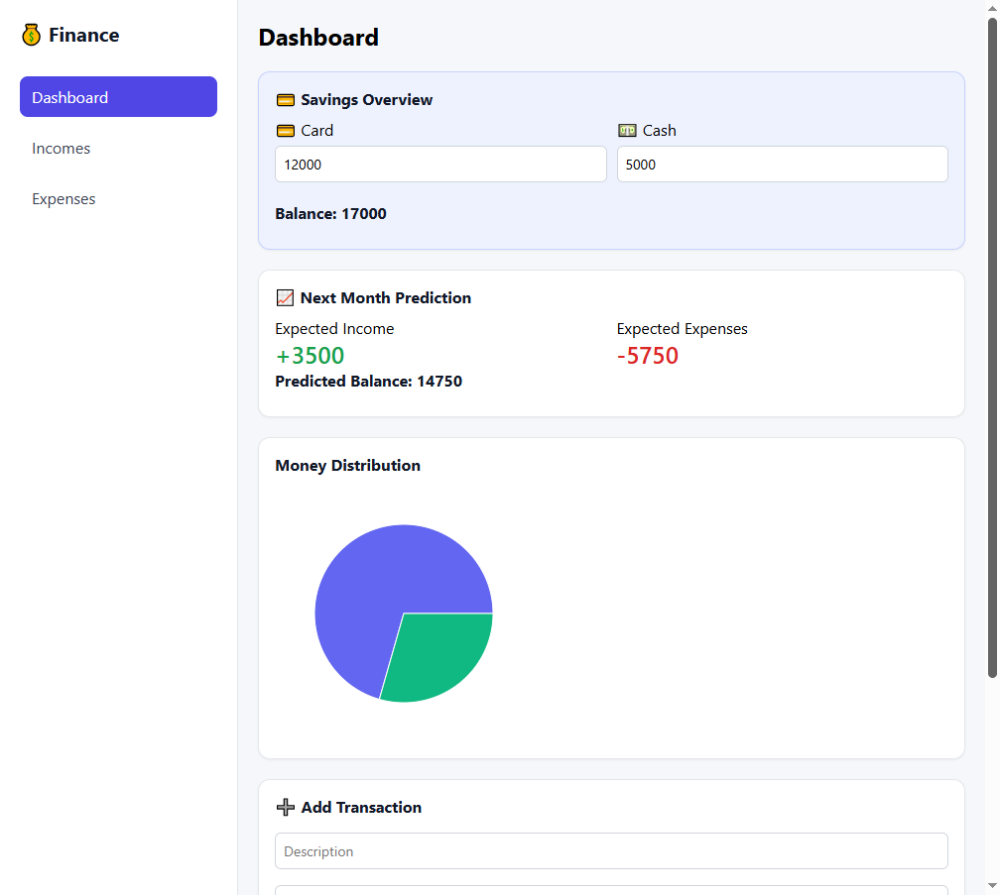 Finance
Dashboard
Incomes
Expenses
Dashboard
Savings Overview
Card
Cash
12000
5000
Balance: 17000
Next Month Prediction
Expected Income
Expected Expenses
+3500
-5750
Predicted Balance: 14750
Money Distribution
Add Transaction
Description